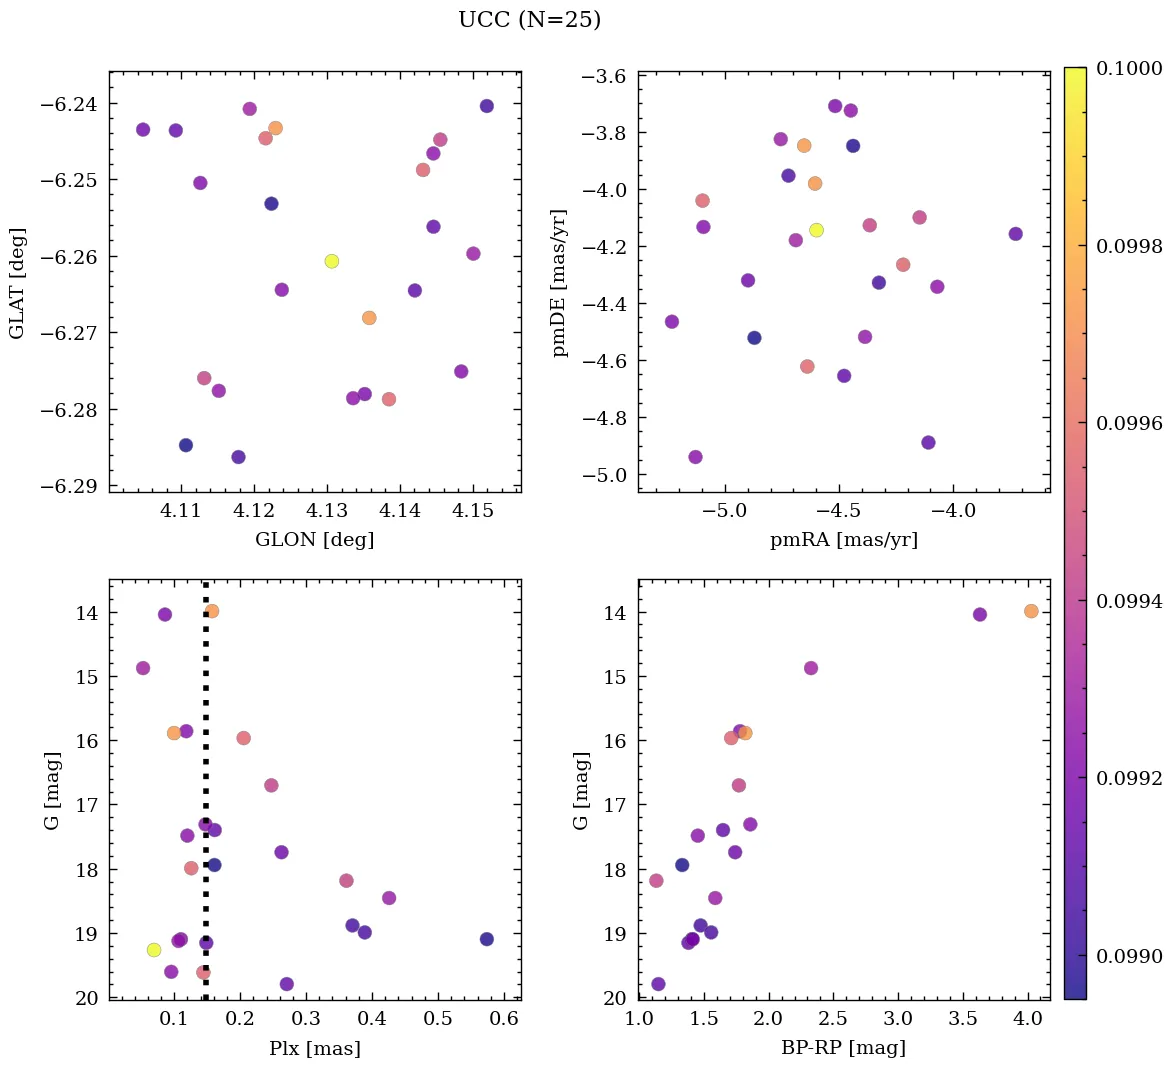 UCC (N=25)
−6.24
−6.25
−6.26
−6.27
−6.28
−6.29
GLAT [deg]
4.11 4.12 4.13 4.14 4.15
GLON [deg]
−3.6
−3.8
−4.0
−4.2
−4.4
−4.6
−4.8
−5.0
pmDE [mas/yr]
−5.0 −4.5 −4.0
pmRA [mas/yr]
0.1000
0.0998
0.0996
0.0994
0.0992
0.0990
14
15
16
17
18
19
20
G [mag]
0.1 0.2 0.3 0.4 0.5 0.6
Plx [mas]
14
15
16
17
18
19
20
G [mag]
1.0 1.5 2.0 2.5 3.0 3.5 4.0
BP-RP [mag]